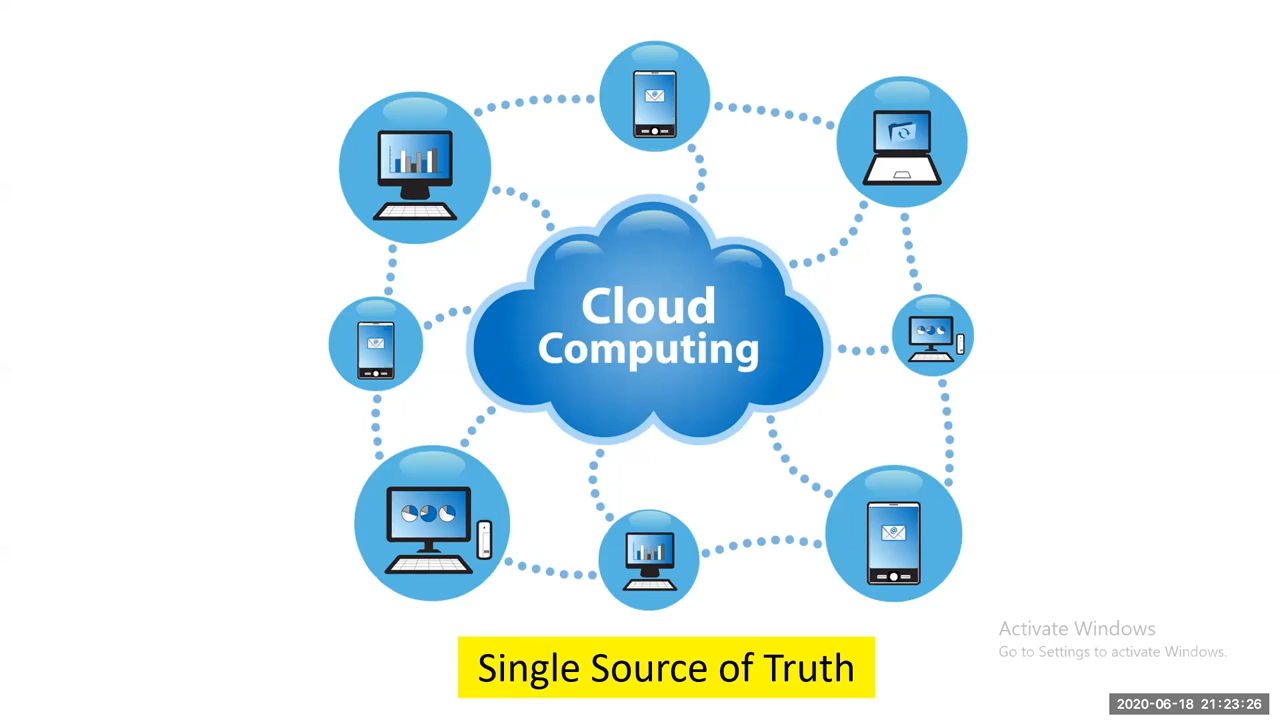 Cloud
Computing
Single Source of Truth
Activate Windows
Go to Settings to activate Windows.
2020-06-18 21:23:26